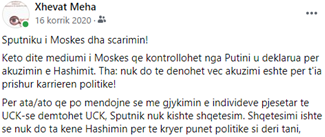 Xhevat Meha
16 korrik 2020 ·
Sputniku i Moskes dha scarimin!
Keto dite mediumi i Moskes qe kontrollohet nga Putini u deklarua per
akuzimin e Hashimit. Tha: nuk do te denohet vec akuzimi eshte per t'ia
prishur karrieren politike!
Per ata/ato qe po mendojne se me gjykimin e individeve pjesetar te
UCK-se demtohet UCK, Sputnik nuk kishte shqetesim. Shqetesimi ishte
se nuk do ta kene Hashimin per te kryer punet politike si deri tani,